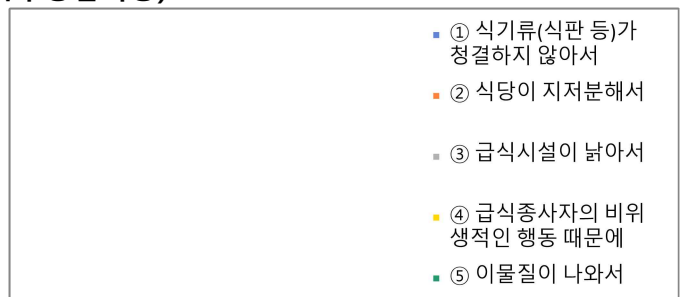 ① 식기류(식판 등)가
청결하지 않아서
② 식당이 지저분해서
③ 급식시설이 낡아서
④ 급식종사자의 비위
생적인 행동 때문에
⑤ 이물질이 나와서